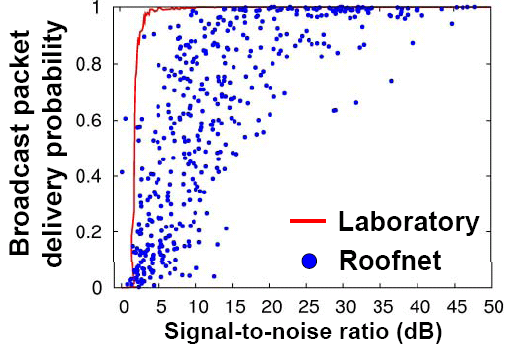 Broadcast packet
delivery probability
1
0.8
0.6
0.4
0.2
0
0 5 10 15 20 25 30 35 40 45 50
Signal-to-noise ratio (dB)
Laboratory
Roofnet